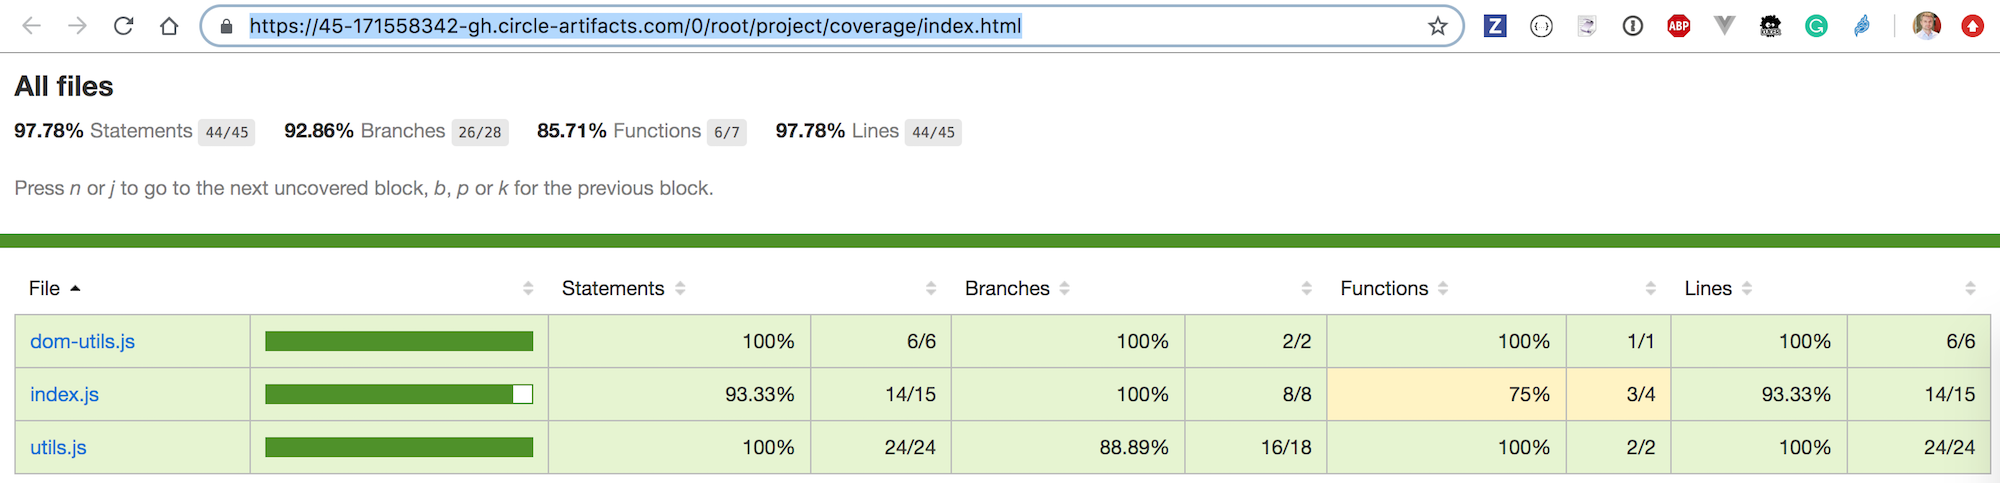 https://45-171558342-gh.circle-artifacts.com/0/root/project/coverage/index.html
Z {···} ABP
All files
97.78% Statements 44/45 92.86% Branches 26/28 85.71% Functions 6/7 97.78% Lines 44/45
Press n or j to go to the next uncovered block, b, p or k for the previous block.
File Statements Branches Functions Lines
dom-utils.js 100% 6/6 100% 2/2 100% 1/1 100% 6/6
index.js 93.33% 14/15 100% 8/8 75% 3/4 93.33% 14/15
utils.js 100% 24/24 88.89% 16/18 100% 2/2 100% 24/24